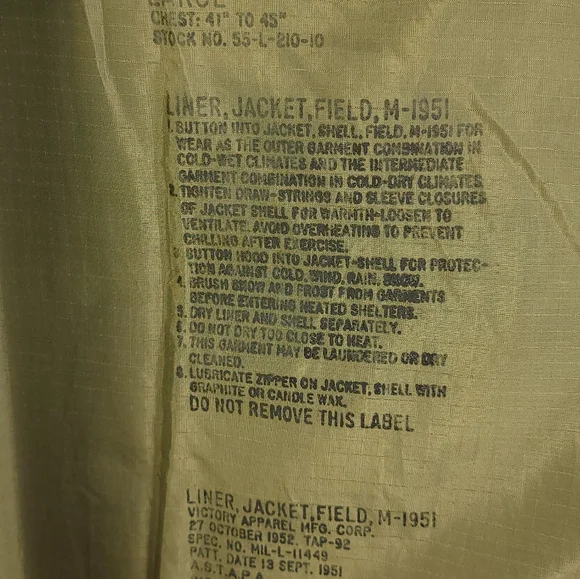 LARGE
CHEST: 41" TO 45"
STOCK NO. 55-L-210-10
LINER, JACKET, FIELD, M-1951
1. BUTTON INTO JACKET, SHELL, FIELD, M-1951 FOR
WEAR AS THE OUTER GARMENT COMBINATION IN
COLD-WET CLIMATES AND THE INTERMEDIATE
GARMENT COMBINATION IN COLD-DRY CLIMATES.
2. TIGHTEN DRAW-STRINGS AND SLEEVE CLOSURES
OF JACKET SHELL FOR WARMTH-LOOSEN TO
VENTILATE. AVOID OVERHEATING TO PREVENT
CHILLING AFTER EXERCISE.
3. BUTTON HOOD INTO JACKET-SHELL FOR PROTEC-
TION AGAINST COLD, WIND, RAIN, SNOW.
4. BRUSH SNOW AND FROST FROM GARMENTS
BEFORE ENTERING HEATED SHELTERS.
5. DRY LINER AND SHELL SEPARATELY.
6. DO NOT DRY TOO CLOSE TO HEAT.
7. THIS GARMENT MAY BE LAUNDERED OR DRY
CLEANED.
8. LUBRICATE ZIPPER ON JACKET, SHELL WITH
GRAPHITE OR CANDLE WAX.
DO NOT REMOVE THIS LABEL
LINER, JACKET, FIELD, M-1951
VICTORY APPAREL MFG. CORP.
27 OCTOBER 1952, TAP-92
SPEC. NO. MIL-L-11449
PATT. DATE 13 SEPT. 1951
A.S.T.A.P.A.